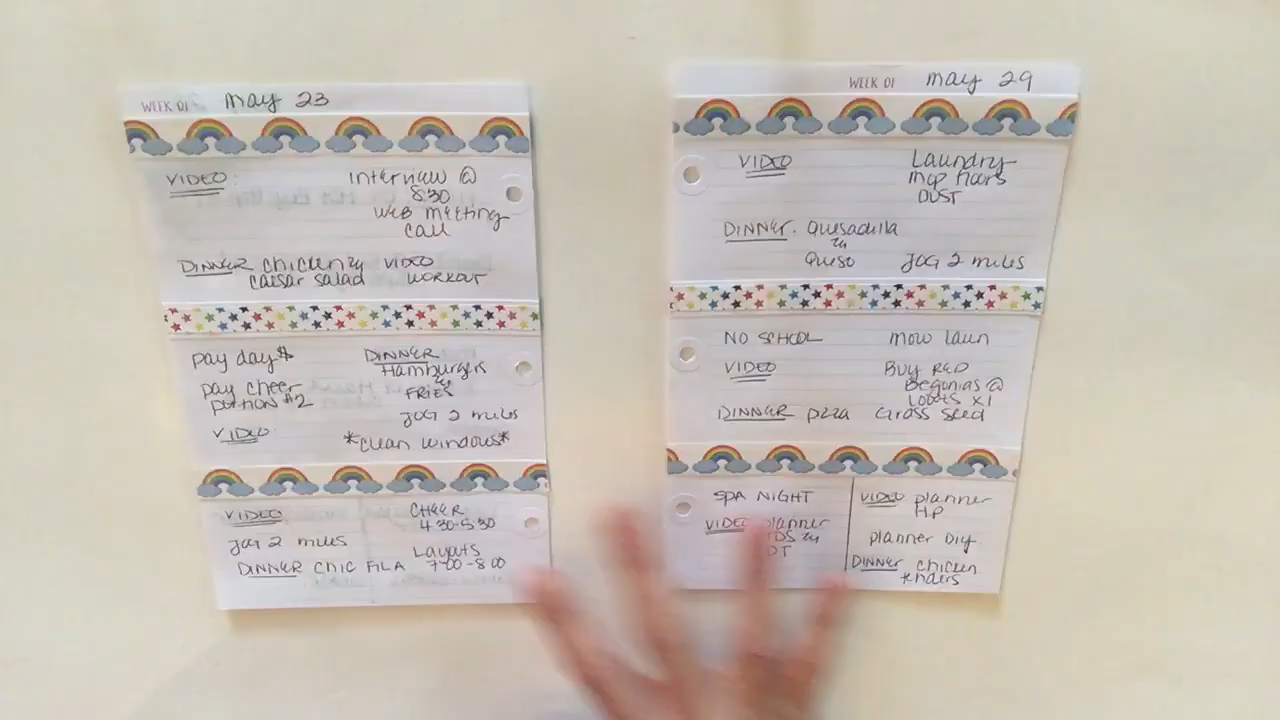 WEEK OF may 23
VIDEO
Interview @
8:30
WEB MEETING
CALL
DINNER chicken
caesar salad
VIDEO
WORKOUT
pay day $
pay cheer
portion #2
VIDEO
DINNER
Hamburgers
w/
FRIES
JOG 2 miles
*clean windows*
VIDEO
JOG 2 miles
DINNER CHIC FILA
CHEER
4:30-5:30
Layouts
7:00-8:00
WEEK OF may 29
VIDEO
Laundry
mop floors
DUST
DINNER. Quesadilla
w/
Queso
JOG 2 miles
NO SCHOOL
VIDEO
DINNER pizza
mow lawn
Buy RED
Begonias @
Lowes x1
Grass seed
SPA NIGHT
VIDEO planner
w/
VIDEO planner
HP
planner DIY
DINNER chicken
tenders